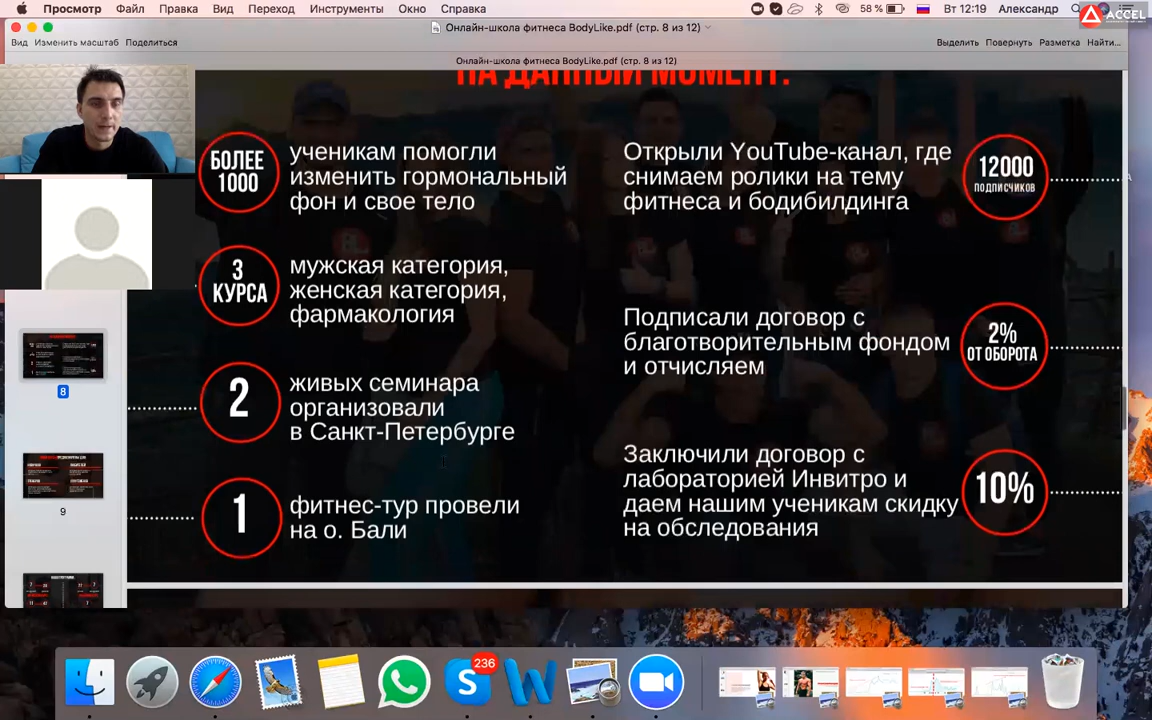 Просмотр Файл Правка Вид Переход Инструменты Окно Справка 58 % Вт 12:19 Александр
ACCEL
Онлайн-школа фитнеса BodyLike.pdf (стр. 8 из 12)
Вид Изменить масштаб Поделиться Выделить Повернуть Разметка Найти...
Онлайн-школа фитнеса BodyLike.pdf (стр. 8 из 12)
НА ДАННЫЙ МОМЕНТ:
БОЛЕЕ
1000
ученикам помогли
изменить гормональный
фон и свое тело
3
КУРСА
мужская категория,
женская категория,
фармакология
2
живых семинара
организовали
в Санкт-Петербурге
1
фитнес-тур провели
на о. Бали
Открыли YouTube-канал, где
снимаем ролики на тему
фитнеса и бодибилдинга
12000
ПОДПИСЧИКОВ
Подписали договор с
благотворительным фондом
и отчисляем
2%
ОТ ОБОРОТА
Заключили договор с
лабораторией Инвитро и
даем нашим ученикам скидку
на обследования
10%
8
9
236